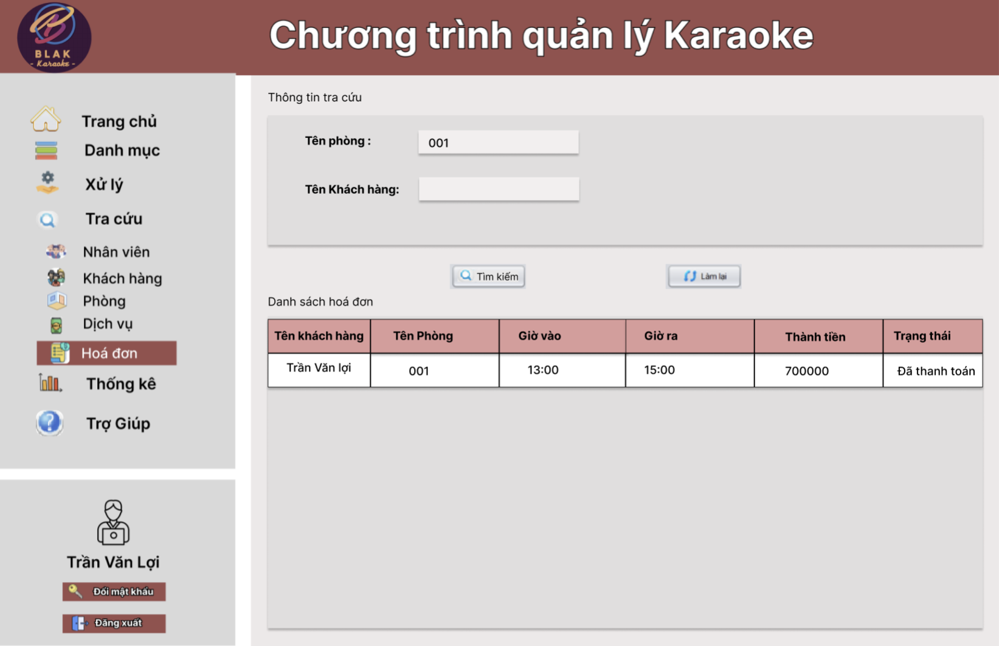 BLAK
- Karaoke -
Chương trình quản lý Karaoke
Trang chủ
Danh mục
Xử lý
Tra cứu
Nhân viên
Khách hàng
Phòng
Dịch vụ
Hoá đơn
Thống kê
Trợ Giúp
Trần Văn Lợi
Đổi mật khẩu
Đăng xuất
Thông tin tra cứu
Tên phòng : 001
Tên Khách hàng:
Tìm kiếm Làm lại
Danh sách hoá đơn
Tên khách hàng Tên Phòng Giờ vào Giờ ra Thành tiền Trạng thái
Trần Văn lợi 001 13:00 15:00 700000 Đã thanh toán